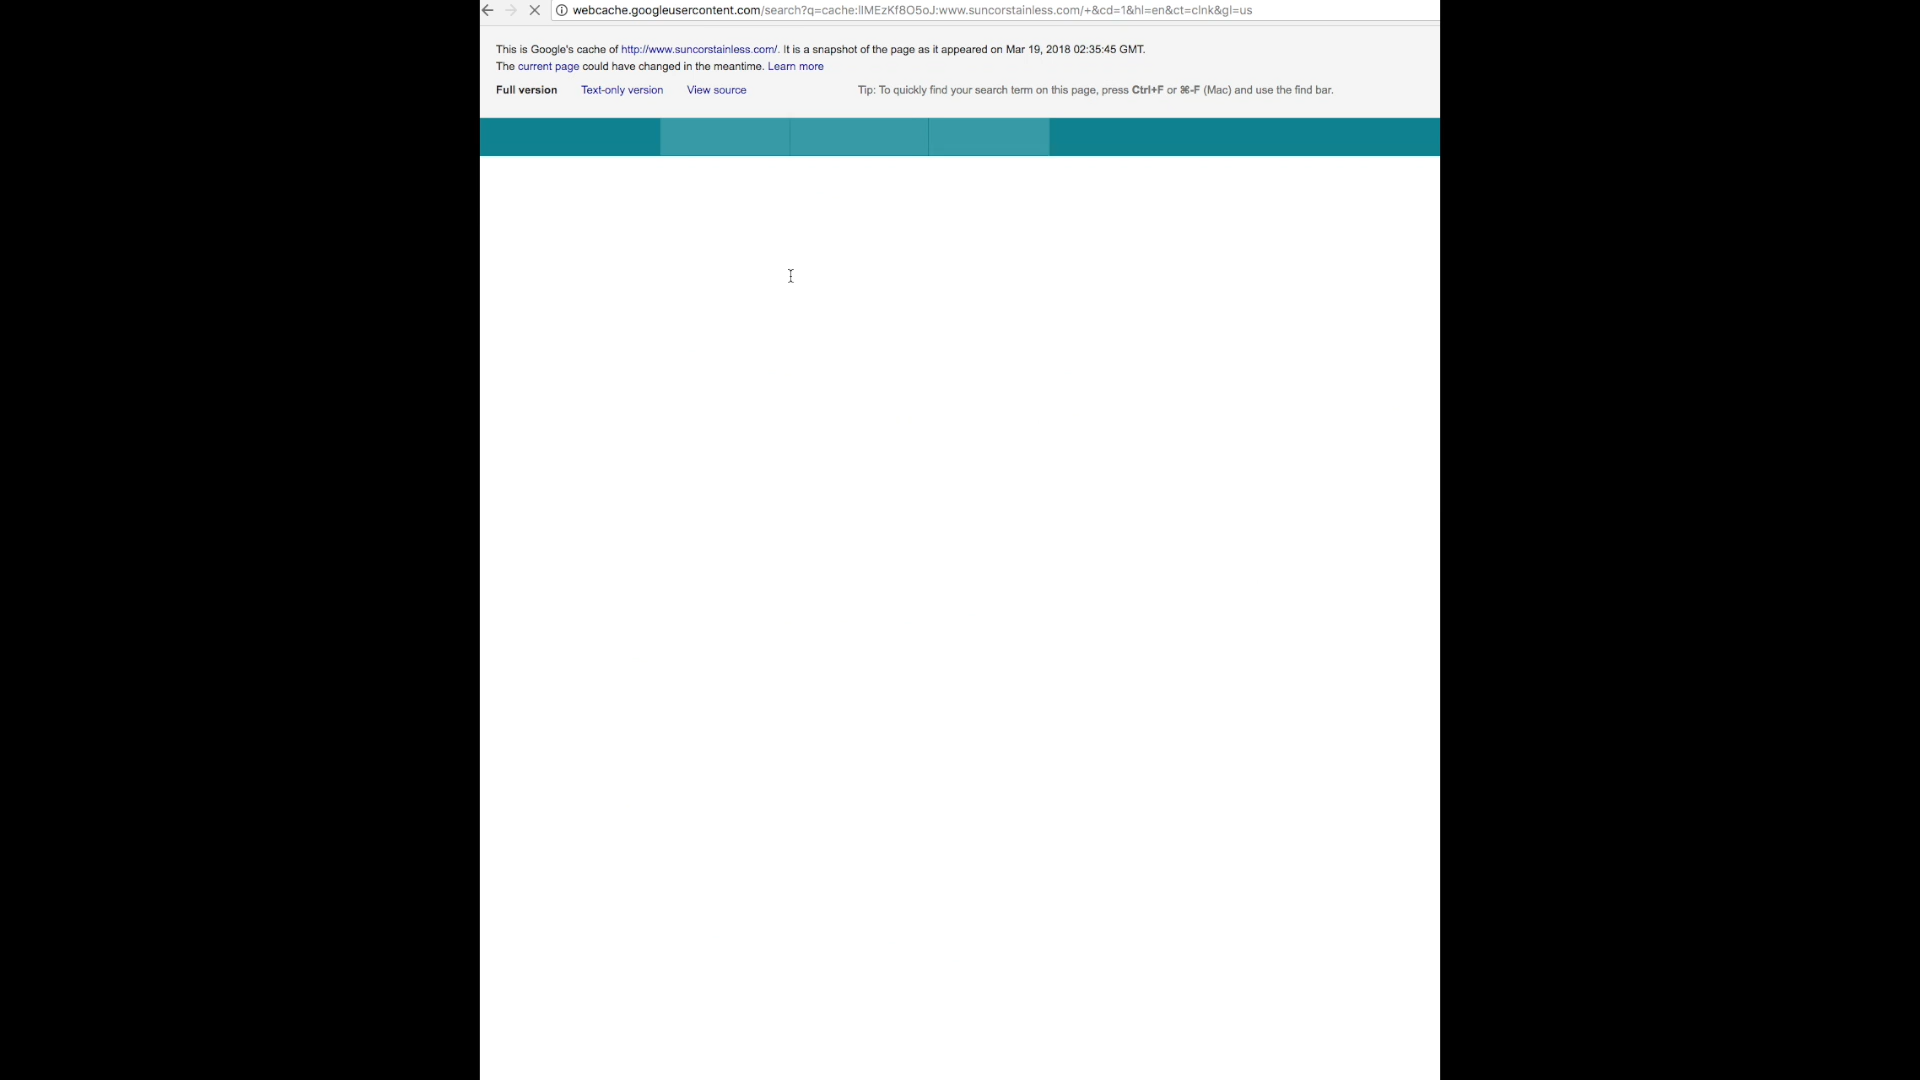 webcache.googleusercontent.com/search?q=cache:lIMEzKf8O5oJ:www.suncorstainless.com/+&cd=1&hl=en&ct=clnk&gl=us
This is Google's cache of http://www.suncorstainless.com/. It is a snapshot of the page as it appeared on Mar 19, 2018 02:35:45 GMT.
The current page could have changed in the meantime. Learn more
Full version Text-only version View source Tip: To quickly find your search term on this page, press Ctrl+F or ⌘-F (Mac) and use the find bar.